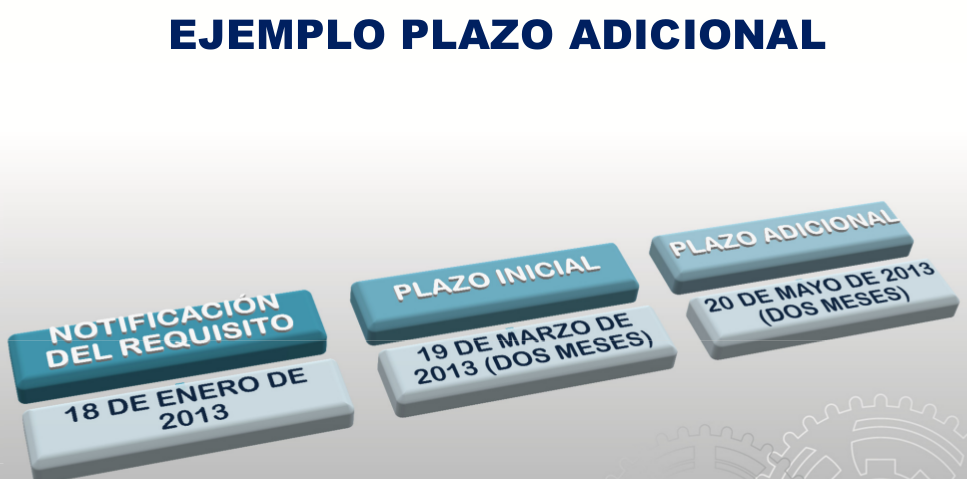 EJEMPLO PLAZO ADICIONAL
NOTIFICACIÓN
DEL REQUISITO
18 DE ENERO DE
2013
PLAZO INICIAL
19 DE MARZO DE
2013 (DOS MESES)
PLAZO ADICIONAL
20 DE MAYO DE 2013
(DOS MESES)